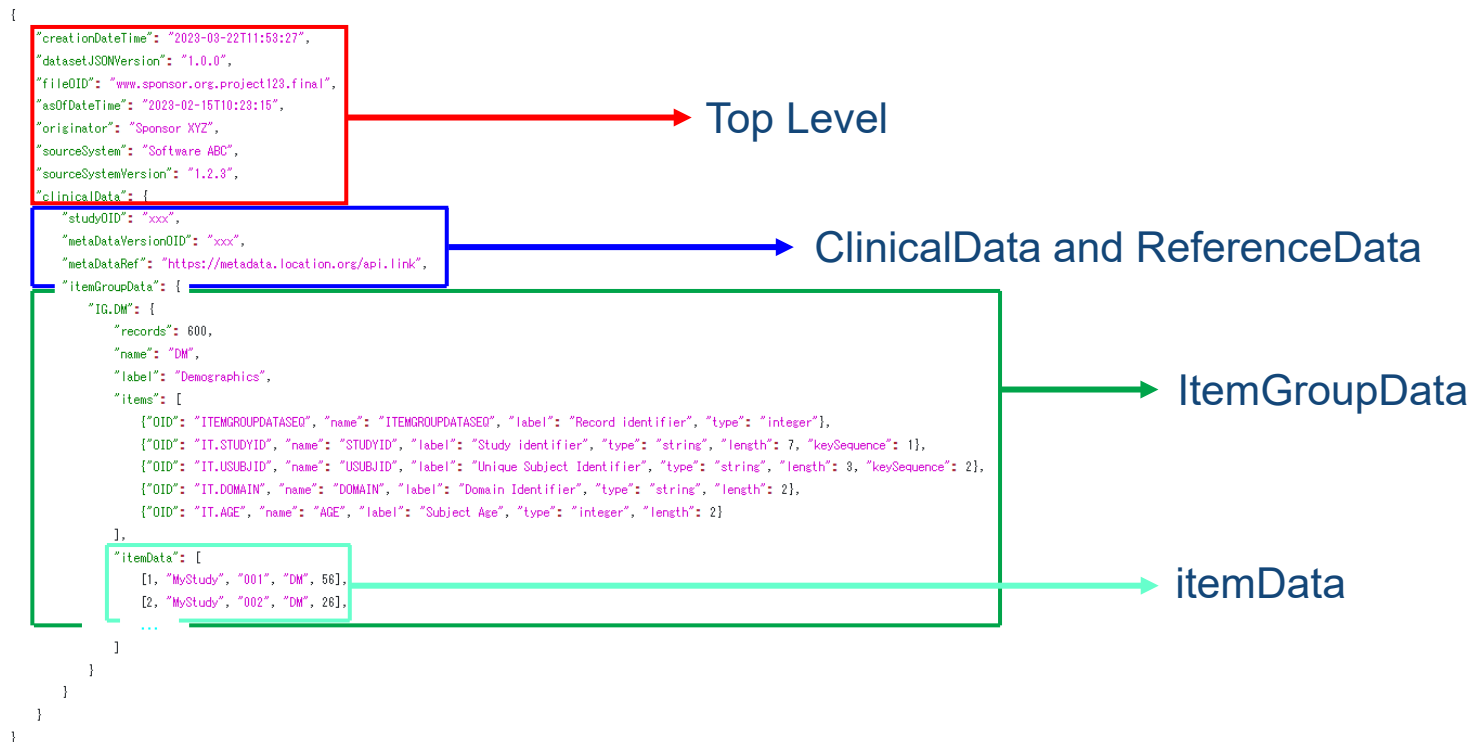 {
"creationDateTime": "2023-03-22T11:53:27",
"datasetJSONVersion": "1.0.0",
"fileOID": "www.sponsor.org.project123.final",
"asOfDateTime": "2023-02-15T10:23:15",
"originator": "Sponsor XYZ",
"sourceSystem": "Software ABC",
"sourceSystemVersion": "1.2.3",
"clinicalData": {
Top Level
"studyOID": "xxx",
"metaDataVersionOID": "xxx",
"metaDataRef": "https://metadata.location.org/api.link",
ClinicalData and ReferenceData
"itemGroupData": {
"IG.DM": {
"records": 600,
"name": "DM",
"label": "Demographics",
"items": [
{"OID": "ITEMGROUPDATASEQ", "name": "ITEMGROUPDATASEQ", "label": "Record identifier", "type": "integer"},
{"OID": "IT.STUDYID", "name": "STUDYID", "label": "Study identifier", "type": "string", "length": 7, "keySequence": 1},
{"OID": "IT.USUBJID", "name": "USUBJID", "label": "Unique Subject Identifier", "type": "string", "length": 3, "keySequence": 2},
{"OID": "IT.DOMAIN", "name": "DOMAIN", "label": "Domain Identifier", "type": "string", "length": 2},
{"OID": "IT.AGE", "name": "AGE", "label": "Subject Age", "type": "integer", "length": 2}
],
ItemGroupData
"itemData": [
[1, "MyStudy", "001", "DM", 56],
[2, "MyStudy", "002", "DM", 26],
...
itemData
]
}
}
}
}